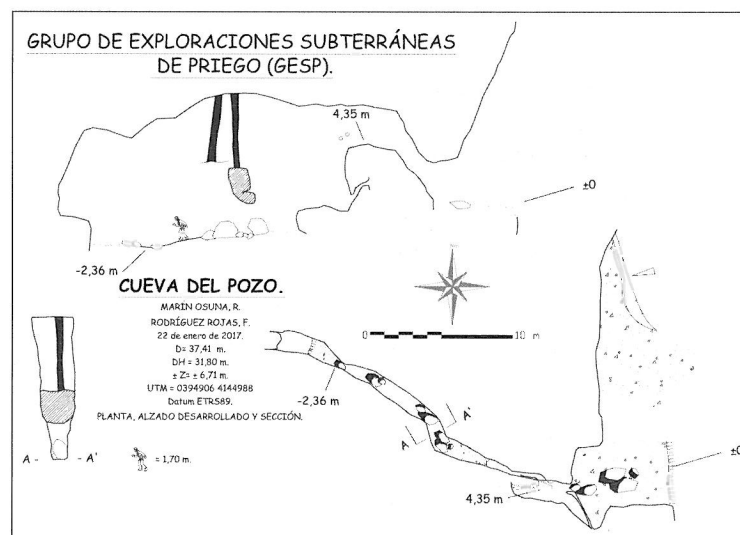 GRUPO DE EXPLORACIONES SUBTERRÁNEAS
DE PRIEGO (GESP).
4,35 m
±0
-2,36 m
CUEVA DEL POZO.
MARÍN OSUNA, R.
RODRÍGUEZ ROJAS, F.
22 de enero de 2017.
D= 37,41 m.
DH = 31,80 m.
± Z= ± 6,71 m.
UTM = 0394906 4144988
Datum ETRS89.
PLANTA, ALZADO DESARROLLADO Y SECCIÓN.
0 10 m
-2,36 m
A A'
±0
4,35 m
A - - A'
= 1,70 m.